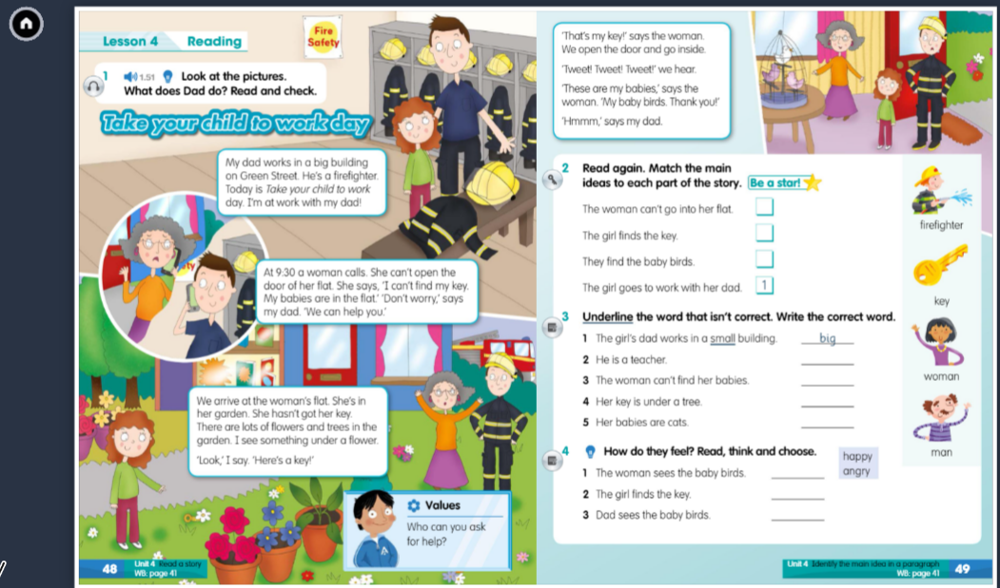 Lesson 4 Reading
Fire
Safety
1 1.51 Look at the pictures.
What does Dad do? Read and check.
Take your child to work day
My dad works in a big building
on Green Street. He's a firefighter.
Today is Take your child to work
day. I'm at work with my dad!
At 9:30 a woman calls. She can't open the
door of her flat. She says, 'I can't find my key.
My babies are in the flat.' 'Don't worry,' says
my dad. 'We can help you.'
We arrive at the woman's flat. She's in
her garden. She hasn't got her key.
There are lots of flowers and trees in the
garden. I see something under a flower.
'Look,' I say. 'Here's a key!'
Values
Who can you ask
for help?
48 Unit 4 Read a story
WB: page 41
'That's my key!' says the woman.
We open the door and go inside.
'Tweet! Tweet! Tweet!' we hear.
'These are my babies,' says the
woman. 'My baby birds. Thank you!'
'Hmmm,' says my dad.
2 Read again. Match the main
ideas to each part of the story. Be a star!
The woman can't go into her flat.
The girl finds the key.
They find the baby birds.
The girl goes to work with her dad. 1
firefighter
key
woman
man
3 Underline the word that isn't correct. Write the correct word.
1 The girl's dad works in a small building. big
2 He is a teacher.
3 The woman can't find her babies.
4 Her key is under a tree.
5 Her babies are cats.
4 How do they feel? Read, think and choose.
happy
angry
1 The woman sees the baby birds.
2 The girl finds the key.
3 Dad sees the baby birds.
Unit 4 Identify the main idea in a paragraph
WB: page 41 49